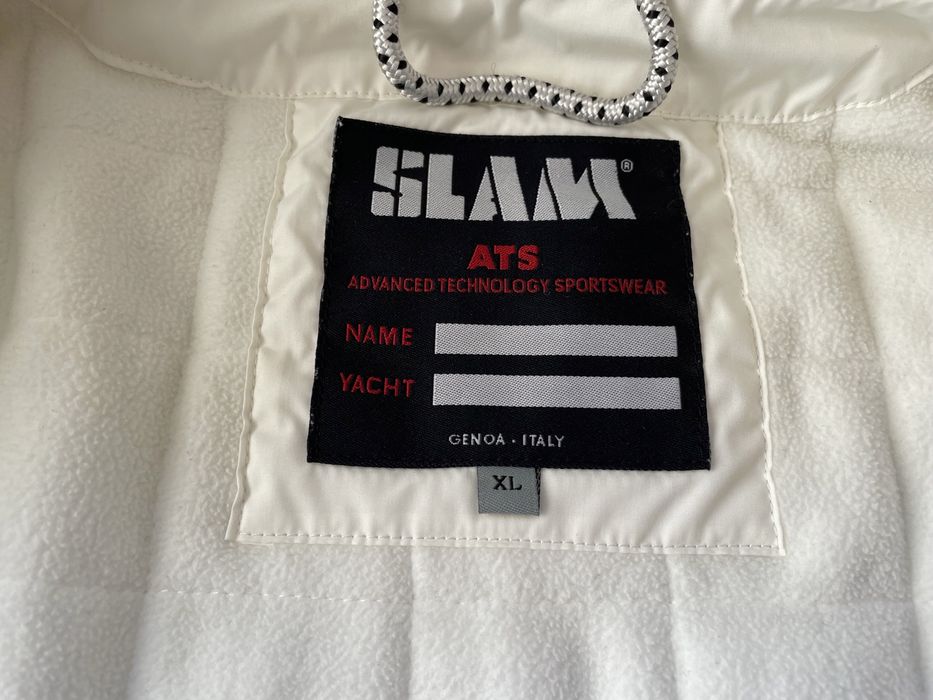 SLAM®
ATS
ADVANCED TECHNOLOGY SPORTSWEAR
NAME
YACHT
GENOA · ITALY
XL